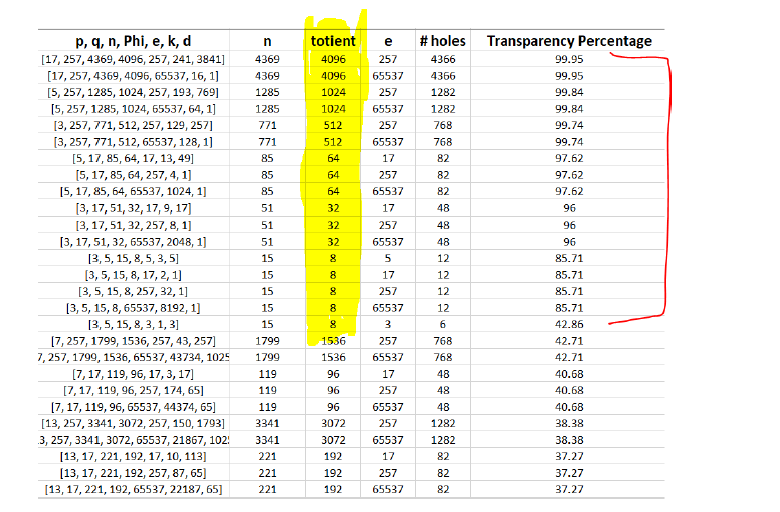 p, q, n, Phi, e, k, d n totient e # holes Transparency Percentage
[17, 257, 4369, 4096, 257, 241, 3841] 4369 4096 257 4366 99.95
[17, 257, 4369, 4096, 65537, 16, 1] 4369 4096 65537 4366 99.95
[5, 257, 1285, 1024, 257, 193, 769] 1285 1024 257 1282 99.84
[5, 257, 1285, 1024, 65537, 64, 1] 1285 1024 65537 1282 99.84
[3, 257, 771, 512, 257, 129, 257] 771 512 257 768 99.74
[3, 257, 771, 512, 65537, 128, 1] 771 512 65537 768 99.74
[5, 17, 85, 64, 17, 13, 49] 85 64 17 82 97.62
[5, 17, 85, 64, 257, 4, 1] 85 64 257 82 97.62
[5, 17, 85, 64, 65537, 1024, 1] 85 64 65537 82 97.62
[3, 17, 51, 32, 17, 9, 17] 51 32 17 48 96
[3, 17, 51, 32, 257, 8, 1] 51 32 257 48 96
[3, 17, 51, 32, 65537, 2048, 1] 51 32 65537 48 96
[3, 5, 15, 8, 5, 3, 5] 15 8 5 12 85.71
[3, 5, 15, 8, 17, 2, 1] 15 8 17 12 85.71
[3, 5, 15, 8, 257, 32, 1] 15 8 257 12 85.71
[3, 5, 15, 8, 65537, 8192, 1] 15 8 65537 12 85.71
[3, 5, 15, 8, 3, 1, 3] 15 8 3 6 42.86
[7, 257, 1799, 1536, 257, 43, 257] 1799 1536 257 768 42.71
7, 257, 1799, 1536, 65537, 43734, 1025 1799 1536 65537 768 42.71
[7, 17, 119, 96, 17, 3, 17] 119 96 17 48 40.68
[7, 17, 119, 96, 257, 174, 65] 119 96 257 48 40.68
[7, 17, 119, 96, 65537, 44374, 65] 119 96 65537 48 40.68
[13, 257, 3341, 3072, 257, 150, 1793] 3341 3072 257 1282 38.38
3, 257, 3341, 3072, 65537, 21867, 102 3341 3072 65537 1282 38.38
[13, 17, 221, 192, 17, 10, 113] 221 192 17 82 37.27
[13, 17, 221, 192, 257, 87, 65] 221 192 257 82 37.27
[13, 17, 221, 192, 65537, 22187, 65] 221 192 65537 82 37.27